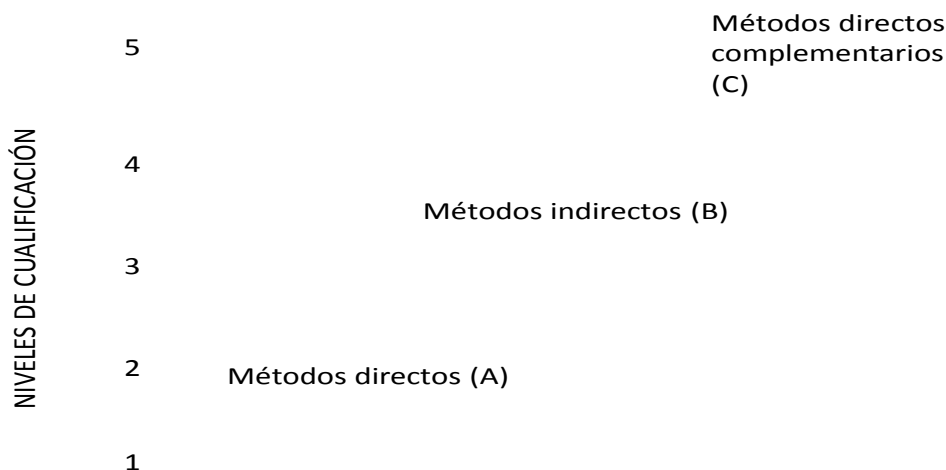 Métodos directos
complementarios
(C)
5
4
Métodos indirectos (B)
3
2
Métodos directos (A)
1
NIVELES DE CUALIFICACIÓN